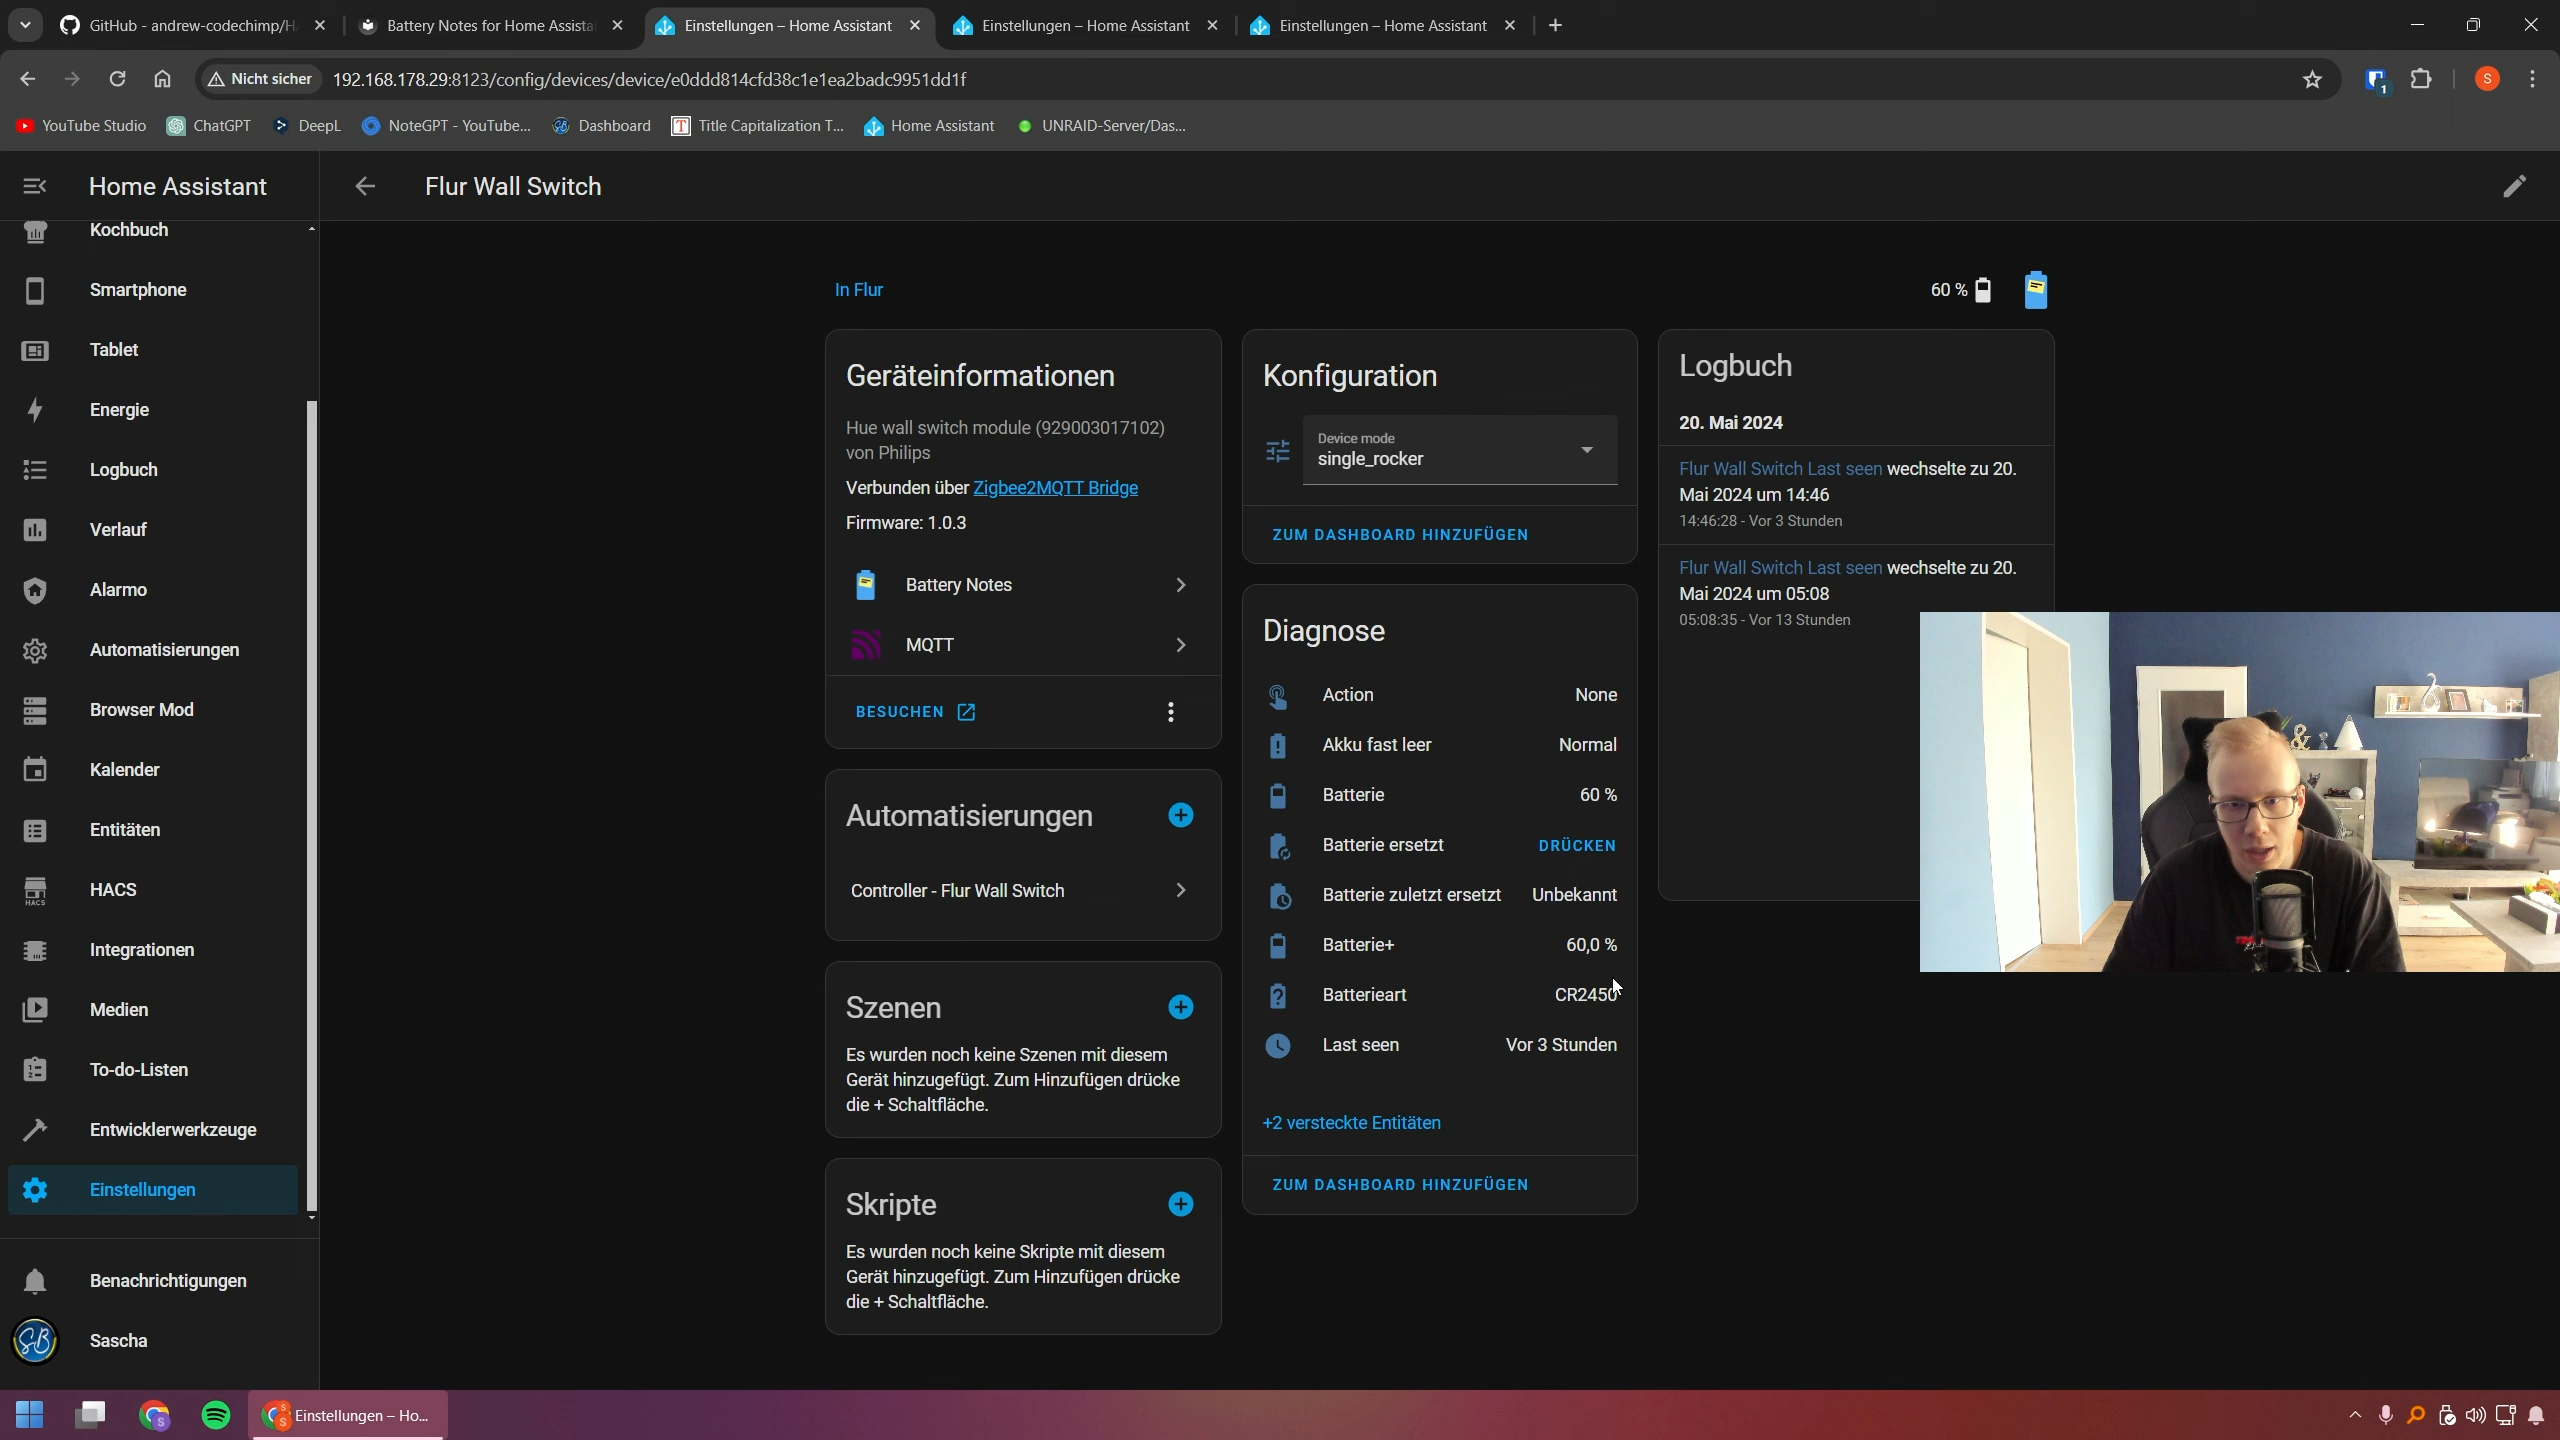 GitHub - andrew-codechimp/H
Battery Notes for Home Assista
Einstellungen – Home Assistant
Einstellungen – Home Assistant
Einstellungen – Home Assistant
Nicht sicher
192.168.178.29:8123/config/devices/device/e0ddd814cfd38c1e1ea2badc9951dd1f
S
1
YouTube Studio
ChatGPT
DeepL
NoteGPT - YouTube...
Dashboard
Title Capitalization T...
Home Assistant
UNRAID-Server/Das...
Home Assistant
Flur Wall Switch
Kochbuch
Smartphone
Tablet
Energie
Logbuch
Verlauf
Alarmo
Automatisierungen
Browser Mod
Kalender
Entitäten
HACS
HACS
Integrationen
Medien
To-do-Listen
Entwicklerwerkzeuge
Einstellungen
Benachrichtigungen
SB
Sascha
In Flur
60 %
Geräteinformationen
Hue wall switch module (929003017102)
von Philips
Verbunden über Zigbee2MQTT Bridge
Firmware: 1.0.3
Battery Notes
MQTT
BESUCHEN
Automatisierungen
Controller - Flur Wall Switch
Szenen
Es wurden noch keine Szenen mit diesem
Gerät hinzugefügt. Zum Hinzufügen drücke
die + Schaltfläche.
Skripte
Es wurden noch keine Skripte mit diesem
Gerät hinzugefügt. Zum Hinzufügen drücke
die + Schaltfläche.
Konfiguration
Device mode
single_rocker
ZUM DASHBOARD HINZUFÜGEN
Diagnose
Action None
Akku fast leer Normal
Batterie 60 %
Batterie ersetzt DRÜCKEN
Batterie zuletzt ersetzt Unbekannt
Batterie+ 60,0 %
Batterieart CR2450
Last seen Vor 3 Stunden
+2 versteckte Entitäten
ZUM DASHBOARD HINZUFÜGEN
Logbuch
20. Mai 2024
Flur Wall Switch Last seen wechselte zu 20.
Mai 2024 um 14:46
14:46:28 - Vor 3 Stunden
Flur Wall Switch Last seen wechselte zu 20.
Mai 2024 um 05:08
05:08:35 - Vor 13 Stunden
&
Einstellungen – Ho...